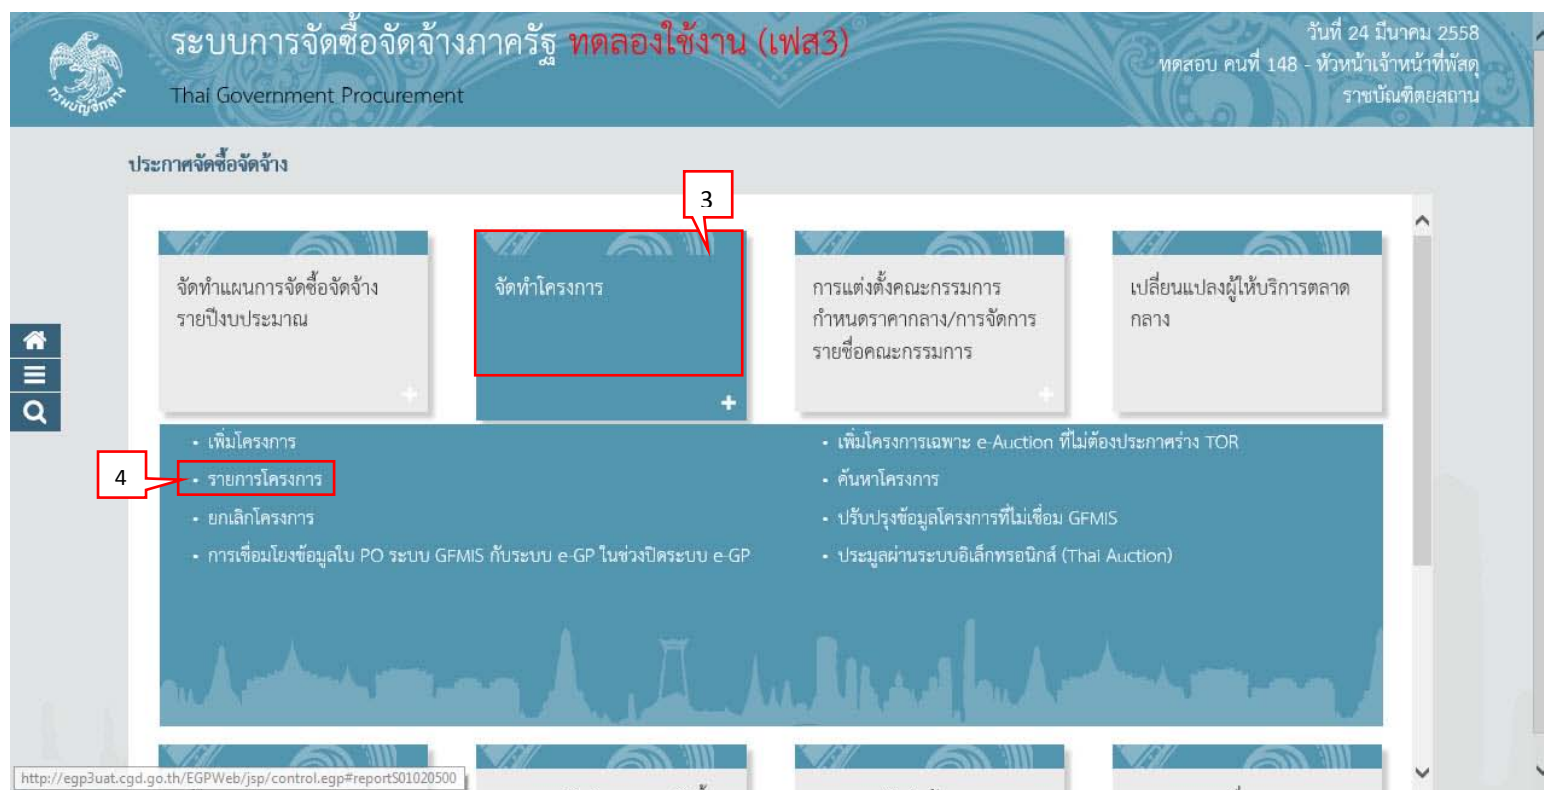 ระบบการจัดซื้อจัดจ้างภาครัฐ ทดลองใช้งาน (เฟส3)
Thai Government Procurement
กรมบัญชีกลาง
วันที่ 24 มีนาคม 2558
ทดสอบ คนที่ 148 - หัวหน้าเจ้าหน้าที่พัสดุ
ราชบัณฑิตยสถาน
ประกาศจัดซื้อจัดจ้าง
3
จัดทำแผนการจัดซื้อจัดจ้าง
รายปีงบประมาณ
จัดทำโครงการ
การแต่งตั้งคณะกรรมการ
กำหนดราคากลาง/การจัดการ
รายชื่อคณะกรรมการ
เปลี่ยนแปลงผู้ให้บริการตลาด
กลาง
• เพิ่มโครงการ
• เพิ่มโครงการเฉพาะ e-Auction ที่ไม่ต้องประกาศร่าง TOR
4
• รายการโครงการ
• ค้นหาโครงการ
• ยกเลิกโครงการ
• ปรับปรุงข้อมูลโครงการที่ไม่เชื่อม GFMIS
• การเชื่อมโยงข้อมูลใบ PO ระบบ GFMIS กับระบบ e-GP ในช่วงปิดระบบ e-GP
• ประมูลผ่านระบบอิเล็กทรอนิกส์ (Thai Auction)
http://egp3uat.cgd.go.th/EGPWeb/jsp/control.egp#reportS01020500